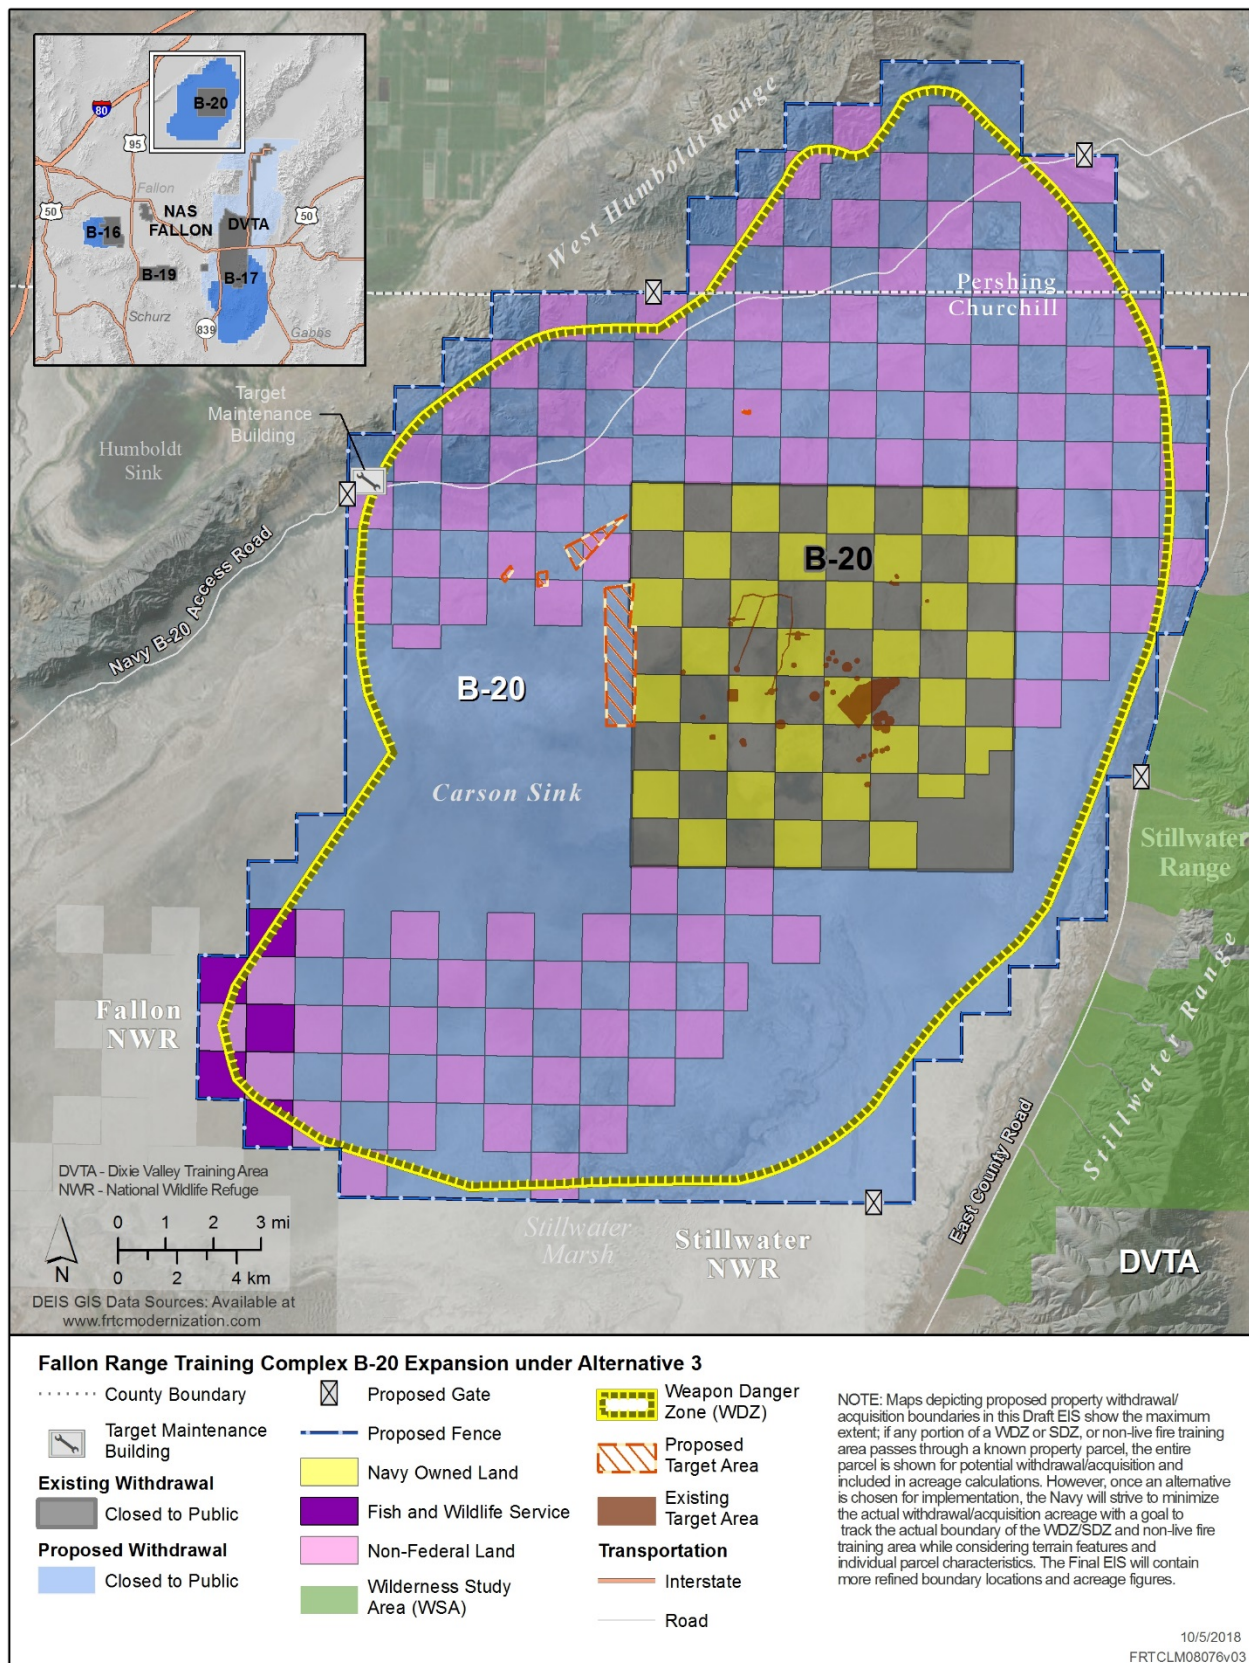 80
95
B-20
Fallon
50
NAS
FALLON
DVTA
50
B-16
B-19
B-17
Schurz
839
Gabbs
West Humboldt Range
Pershing
Churchill
Target
Maintenance
Building
Humboldt
Sink
Navy B-20 Access Road
B-20
B-20
Carson Sink
Stillwater
Range
Stillwater Range
Fallon
NWR
East County Road
DVTA - Dixie Valley Training Area
NWR - National Wildlife Refuge
0 1 2 3 mi
0 2 4 km
N
Stillwater
Marsh
Stillwater
NWR
DVTA
DEIS GIS Data Sources: Available at
www.frtcmodernization.com
Fallon Range Training Complex B-20 Expansion under Alternative 3
County Boundary
Target Maintenance
Building
Existing Withdrawal
Closed to Public
Proposed Withdrawal
Closed to Public
Proposed Gate
Proposed Fence
Navy Owned Land
Fish and Wildlife Service
Non-Federal Land
Wilderness Study
Area (WSA)
Weapon Danger
Zone (WDZ)
Proposed
Target Area
Existing
Target Area
Transportation
Interstate
Road
NOTE: Maps depicting proposed property withdrawal/
acquisition boundaries in this Draft EIS show the maximum
extent; if any portion of a WDZ or SDZ, or non-live fire training
area passes through a known property parcel, the entire
parcel is shown for potential withdrawal/acquisition and
included in acreage calculations. However, once an alternative
is chosen for implementation, the Navy will strive to minimize
the actual withdrawal/acquisition acreage with a goal to
track the actual boundary of the WDZ/SDZ and non-live fire
training area while considering terrain features and
individual parcel characteristics. The Final EIS will contain
more refined boundary locations and acreage figures.
10/5/2018
FRTCLM08076v03